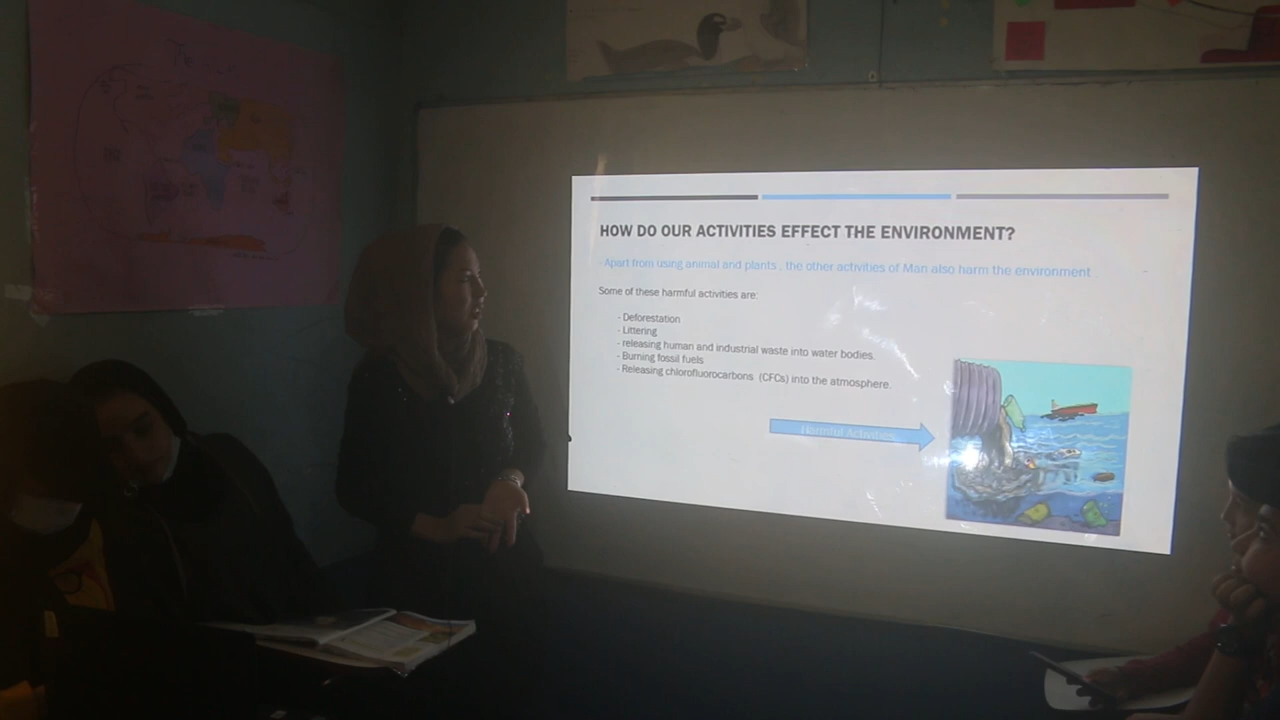 HOW DO OUR ACTIVITIES EFFECT THE ENVIRONMENT?
Apart from using animal and plants , the other activities of Man also harm the environment .
Some of these harmful activities are:
- Deforestation
- Littering
- releasing human and industrial waste into water bodies.
- Burning fossil fuels
- Releasing chlorofluorocarbons (CFCs) into the atmosphere.
Harmful Activities